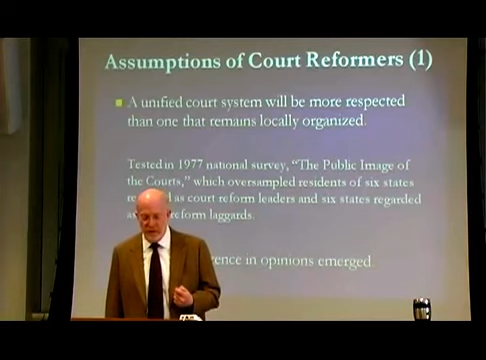 Assumptions of Court Reformers (1)
A unified court system will be more respected
than one that remains locally organized.
Tested in 1977 national survey, “The Public Image of
the Courts,” which oversampled residents of six states
as court reform leaders and six states regarded
reform laggards.
in opinions emerged.